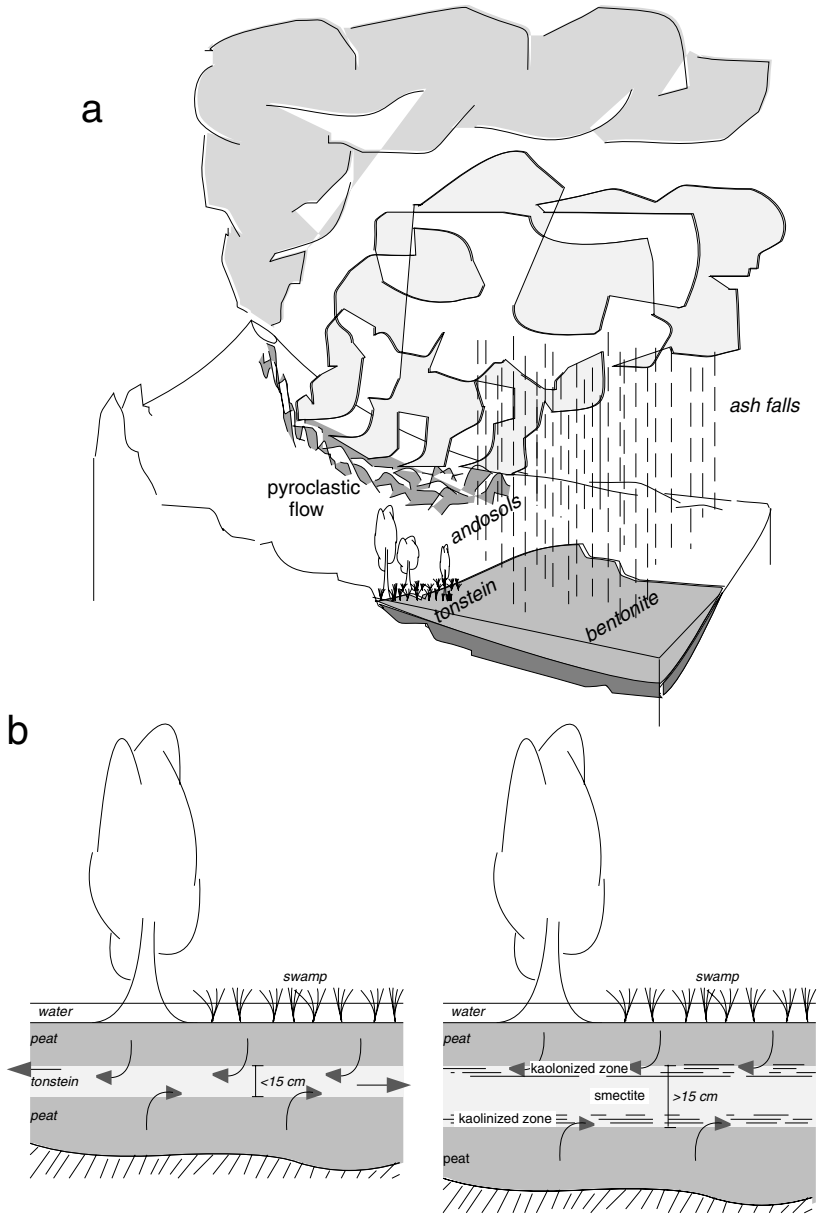 a
ash falls
pyroclastic
flow
andosols
tonstein
bentonite
b
swamp
water
peat
tonstein
<15 cm
peat
swamp
water
peat
kaolonized zone
smectite
>15 cm
kaolinized zone
peat